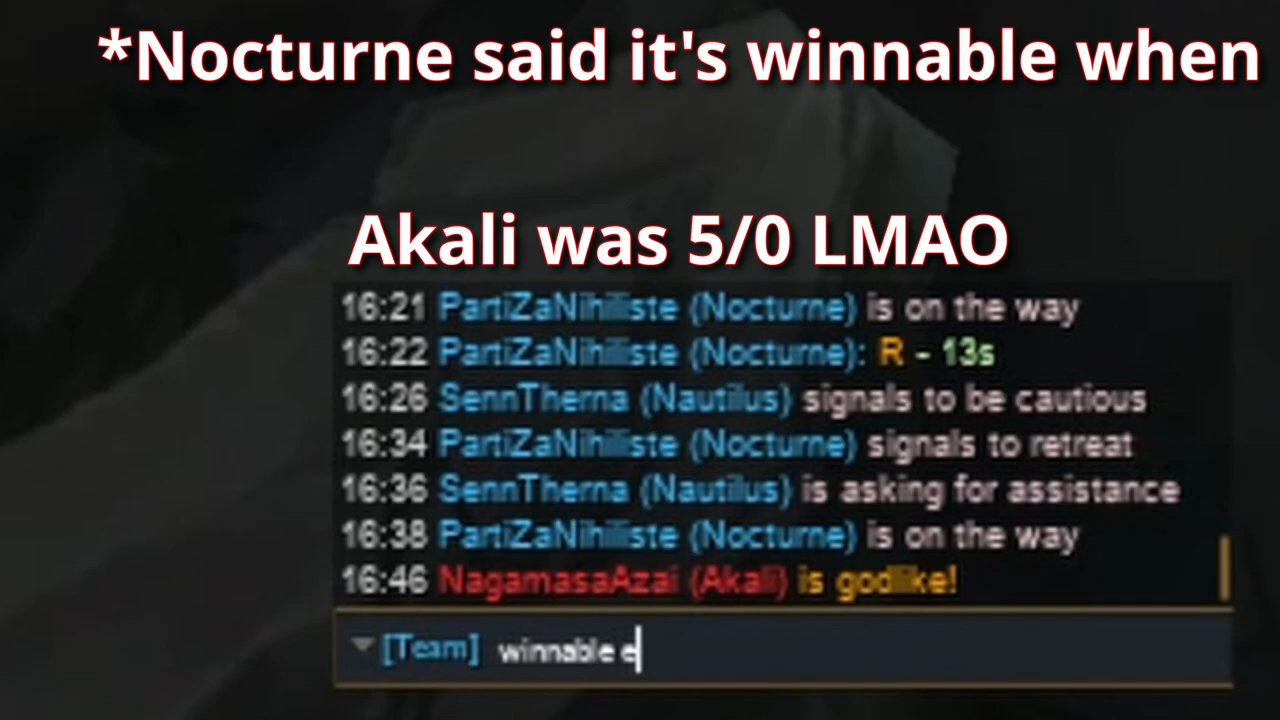 *Nocturne said it's winnable when
Akali was 5/0 LMAO
16:21 PartiZaNihiliste (Nocturne) is on the way
16:22 PartiZaNihiliste (Nocturne): R - 13s
16:26 SennTherna (Nautilus) signals to be cautious
16:34 PartiZaNihiliste (Nocturne) signals to retreat
16:36 SennTherna (Nautilus) is asking for assistance
16:38 PartiZaNihiliste (Nocturne) is on the way
16:46 NagamasaAzai (Akali) is godlike!
[Team] winnable e